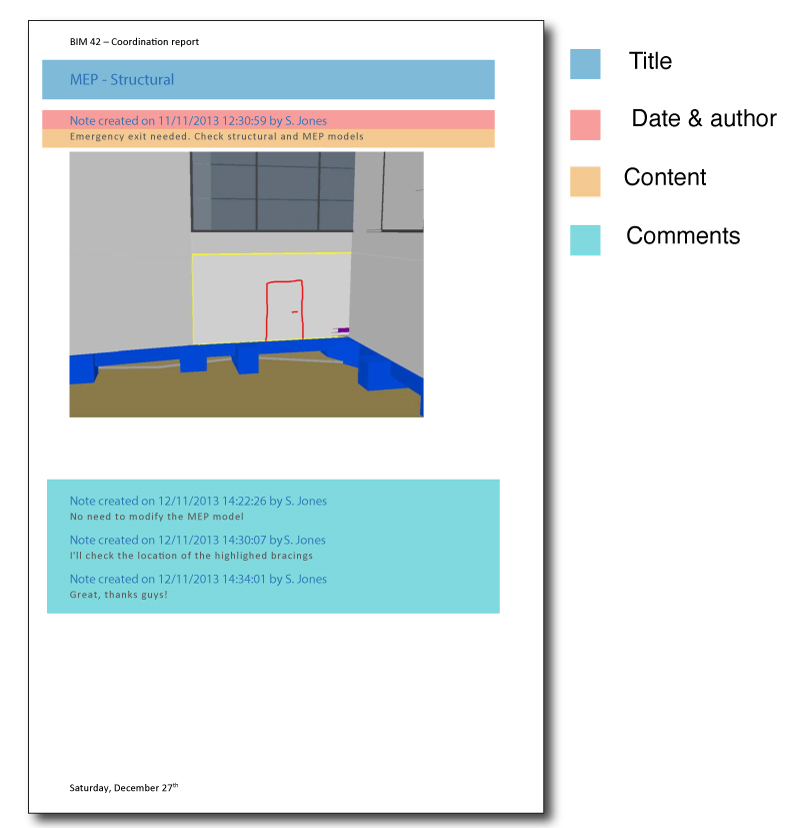 BIM 42 – Coordination report
MEP - Structural
Note created on 11/11/2013 12:30:59 by S. Jones
Emergency exit needed. Check structural and MEP models
Note created on 12/11/2013 14:22:26 by S. Jones
No need to modify the MEP model
Note created on 12/11/2013 14:30:07 by S. Jones
I'll check the location of the highlighed bracings
Note created on 12/11/2013 14:34:01 by S. Jones
Great, thanks guys!
Saturday, December 27th
Title
Date & author
Content
Comments